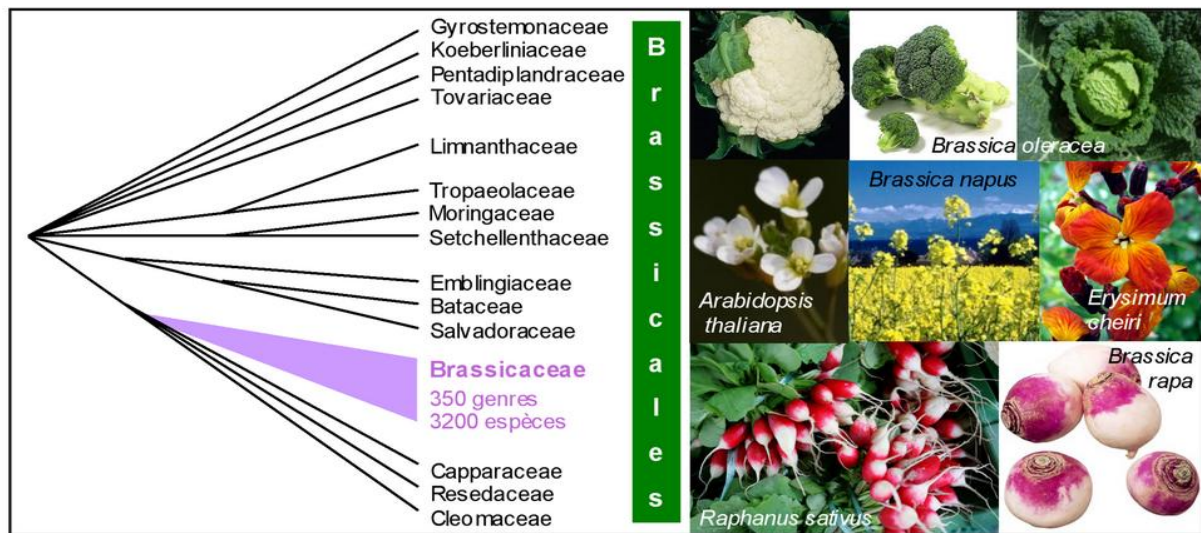 Gyrostemonaceae
Koeberliniaceae
Pentadiplandraceae
Tovariaceae
Limnanthaceae
Tropaeolaceae
Moringaceae
Setchellenthaceae
Emblingiaceae
Bataceae
Salvadoraceae
Brassicaceae
350 genres
3200 espèces
Capparaceae
Resedaceae
Cleomaceae
Brassicales
Brassica oleracea
Arabidopsis
thaliana
Brassica napus
Erysimum
cheiri
Raphanus sativus
Brassica
rapa